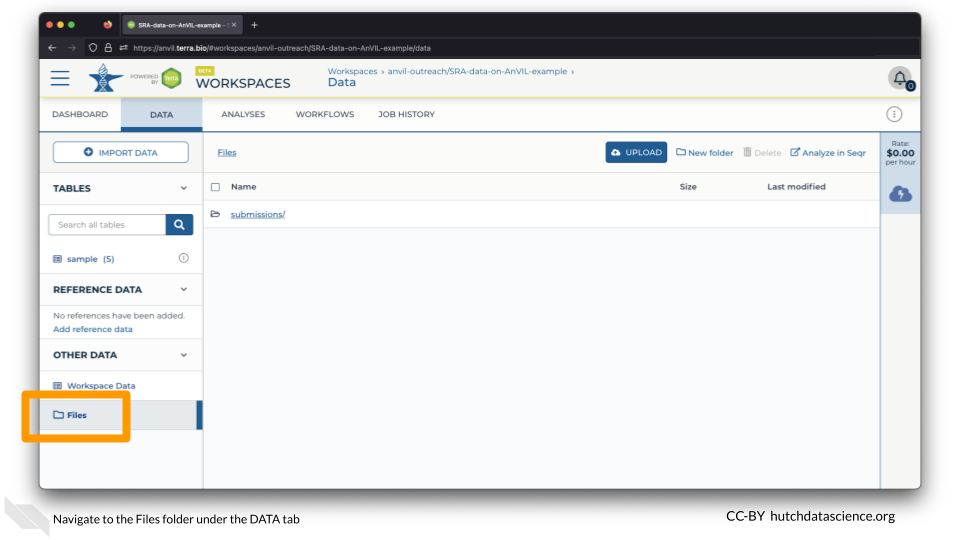 SRA-data-on-AnVIL-example -
https://anvil.terra.bio/#workspaces/anvil-outreach/SRA-data-on-AnVIL-example/data
POWERED BY Terra
BETA
WORKSPACES
Workspaces › anvil-outreach/SRA-data-on-AnVIL-example ›
Data
0
DASHBOARD DATA ANALYSES WORKFLOWS JOB HISTORY
IMPORT DATA
Files
UPLOAD New folder Delete Analyze in Seqr
Rate:
$0.00
per hour
TABLES
Name Size Last modified
Search all tables
submissions/
sample (5)
REFERENCE DATA
No references have been added.
Add reference data
OTHER DATA
Workspace Data
Files
Navigate to the Files folder under the DATA tab
CC-BY hutchdatascience.org